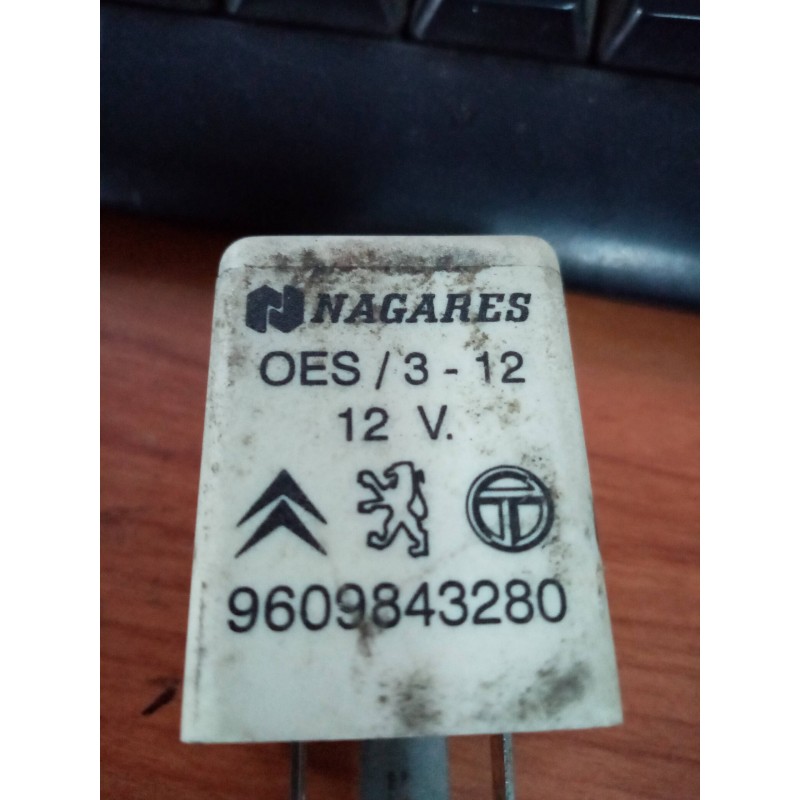 NAGARES
OES / 3 - 12
12 V.
9609843280